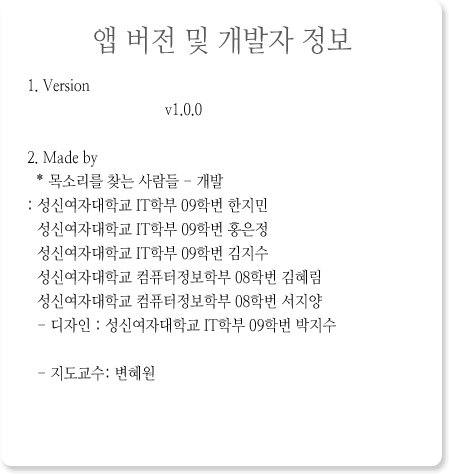 앱 버전 및 개발자 정보
1. Version
v1.0.0
2. Made by
* 목소리를 찾는 사람들 - 개발
: 성신여자대학교 IT학부 09학번 한지민
성신여자대학교 IT학부 09학번 홍은정
성신여자대학교 IT학부 09학번 김지수
성신여자대학교 컴퓨터정보학부 08학번 김혜림
성신여자대학교 컴퓨터정보학부 08학번 서지양
- 디자인 : 성신여자대학교 IT학부 09학번 박지수
- 지도교수: 변혜원